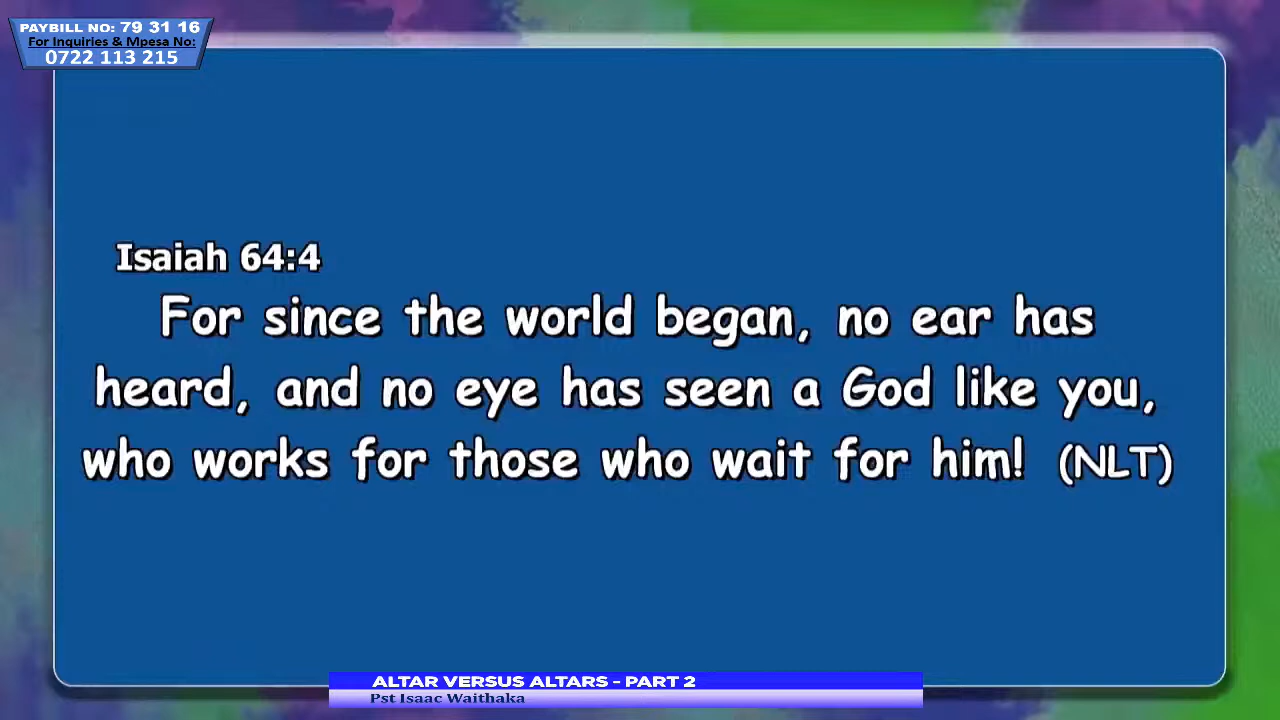 PAYBILL NO: 79 31 16
For Inquiries & Mpesa No:
0722 113 215
Isaiah 64:4
For since the world began, no ear has
heard, and no eye has seen a God like you,
who works for those who wait for him! (NLT)
ALTAR VERSUS ALTARS - PART 2
Pst Isaac Waithaka